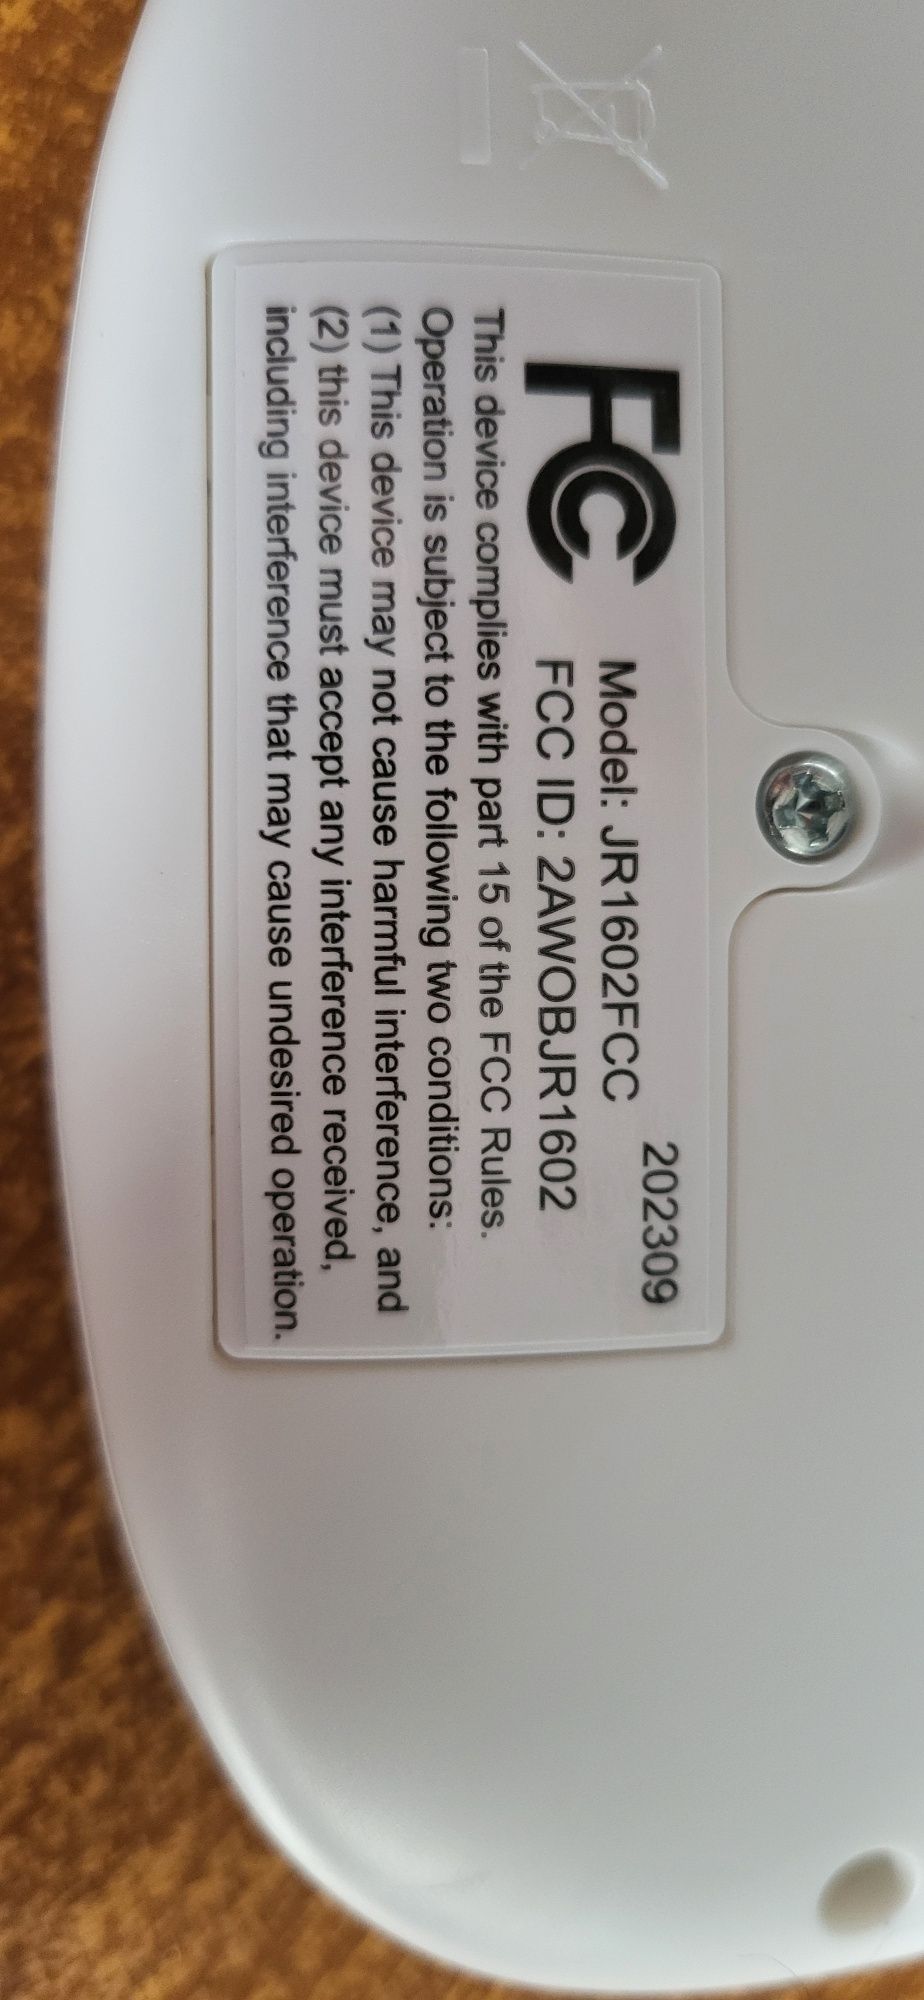 202309
FC Model: JR1602FCC
FCC ID: 2AWOBJR1602
This device complies with part 15 of the FCC Rules.
Operation is subject to the following two conditions:
(1) This device may not cause harmful interference, and
(2) this device must accept any interference received,
including interference that may cause undesired operation.